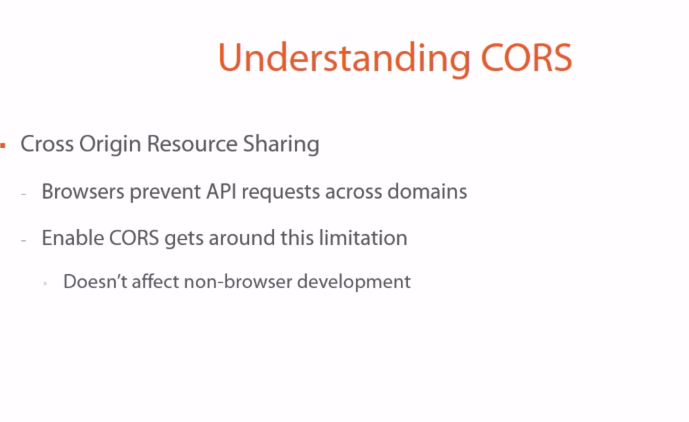 Understanding CORS
Cross Origin Resource Sharing
Browsers prevent API requests across domains
Enable CORS gets around this limitation
Doesn't affect non-browser development